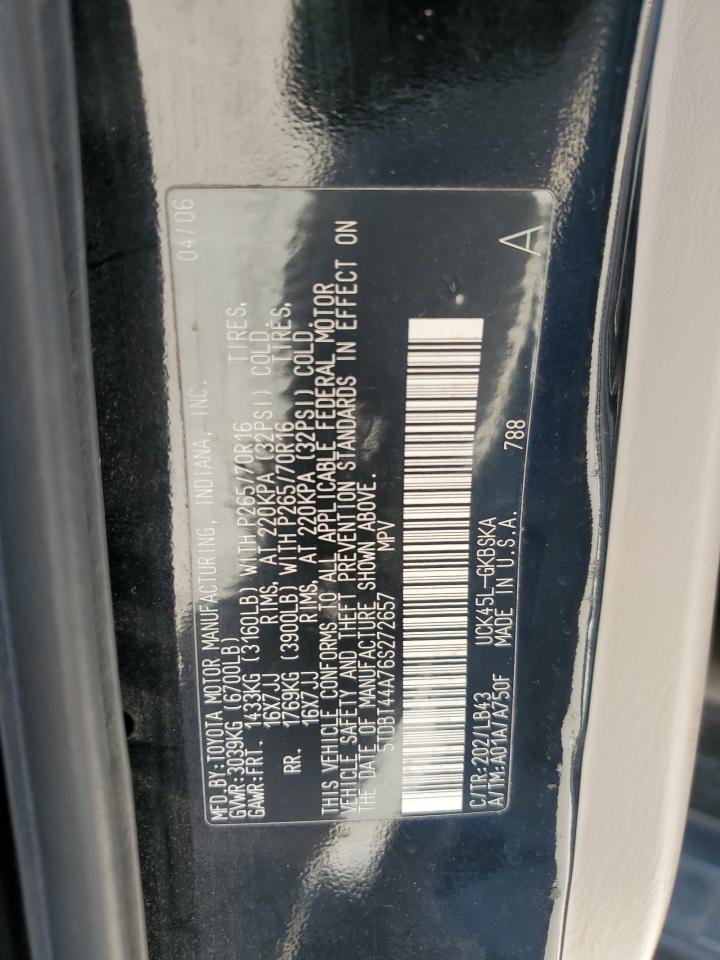 MFD.BY:TOYOTA MOTOR MANUFACTURING, INDIANA, INC. 04/06
GVWR:3039KG (6700LB)
GAWR:FRT. 1433KG (3160LB) WITH P265/70R16 TIRES,
16X7JJ RIMS, AT 220KPA (32PSI) COLD.
RR. 1769KG (3900LB) WITH P265/70R16 TIRES,
16X7JJ RIMS, AT 220KPA (32PSI) COLD.
THIS VEHICLE CONFORMS TO ALL APPLICABLE FEDERAL MOTOR
VEHICLE SAFETY AND THEFT PREVENTION STANDARDS IN EFFECT ON
THE DATE OF MANUFACTURE SHOWN ABOVE.
5TDBT44A76S272657 MPV
C/TR:202/LB43 UCK45L-GKBSKA
A/TM:A01A/A750F MADE IN U.S.A. 788 A